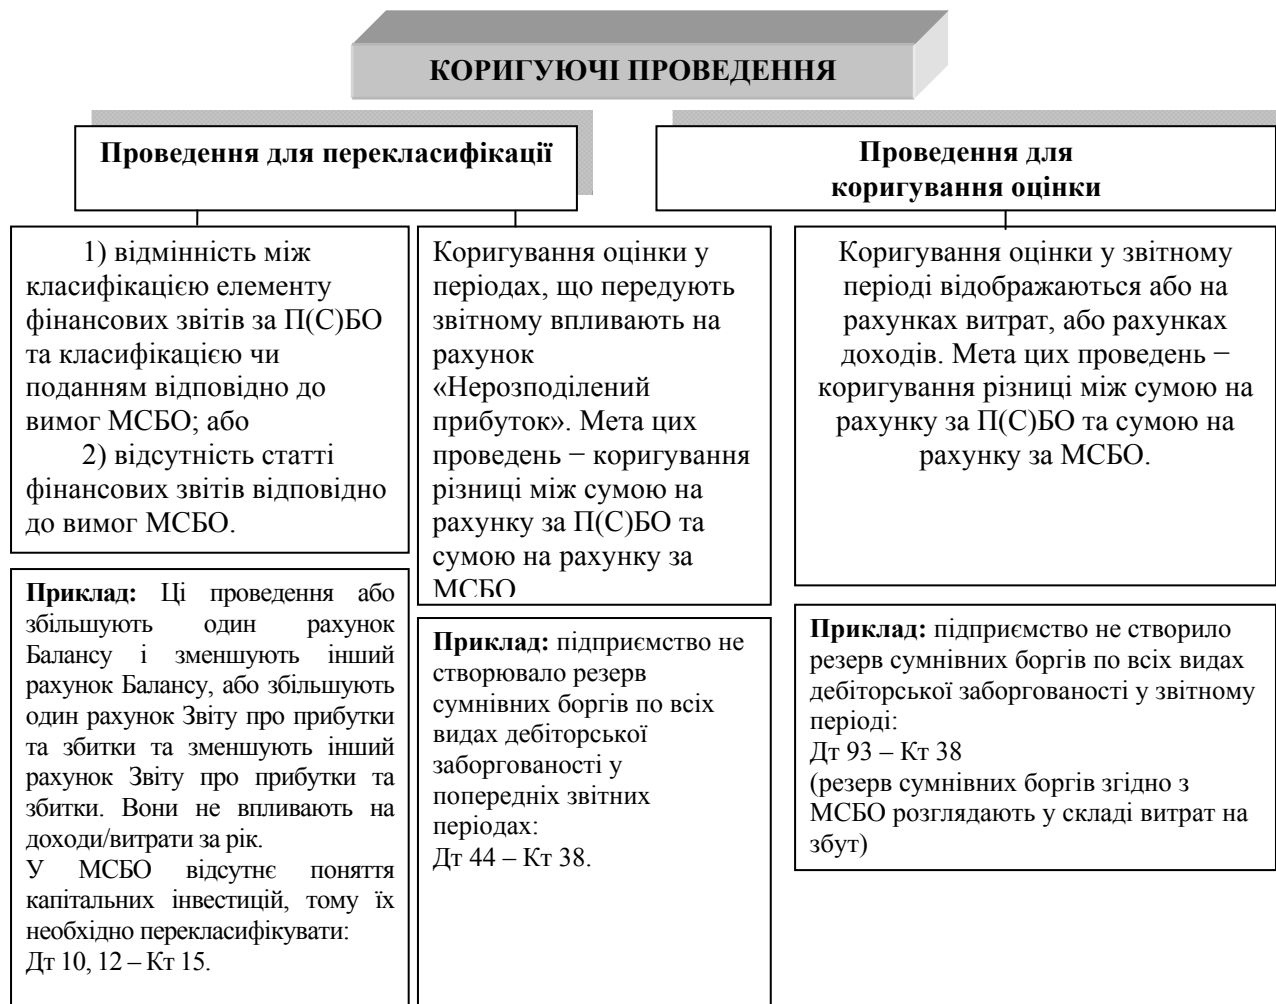 КОРИГУЮЧІ ПРОВЕДЕННЯ
Проведення для перекласифікації
Проведення для
коригування оцінки
1) відмінність між
класифікацією елементу
фінансових звітів за П(С)БО
та класифікацією чи
поданням відповідно до
вимог МСБО; або
2) відсутність статті
фінансових звітів відповідно
до вимог МСБО.
Приклад: Ці проведення або
збільшують один рахунок
Балансу і зменшують інший
рахунок Балансу, або збільшують
один рахунок Звіту про прибутки
та збитки та зменшують інший
рахунок Звіту про прибутки та
збитки. Вони не впливають на
доходи/витрати за рік.
У МСБО відсутнє поняття
капітальних інвестицій, тому їх
необхідно перекласифікувати:
Дт 10, 12 – Кт 15.
Коригування оцінки у
періодах, що передують
звітному впливають на
рахунок
«Нерозподілений
прибуток». Мета цих
проведень − коригування
різниці між сумою на
рахунку за П(С)БО та
сумою на рахунку за
МСБО
Приклад: підприємство не
створювало резерв
сумнівних боргів по всіх
видах дебіторської
заборгованості у
попередніх звітних
періодах:
Дт 44 – Кт 38.
Коригування оцінки у звітному
періоді відображаються або на
рахунках витрат, або рахунках
доходів. Мета цих проведень −
коригування різниці між сумою на
рахунку за П(С)БО та сумою на
рахунку за МСБО.
Приклад: підприємство не створило
резерв сумнівних боргів по всіх видах
дебіторської заборгованості у звітному
періоді:
Дт 93 – Кт 38
(резерв сумнівних боргів згідно з
МСБО розглядають у складі витрат на
збут)